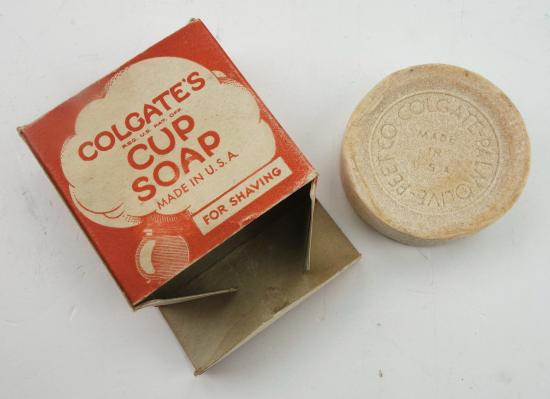 COLGATE'S
REG. U.S. PAT. OFF.
CUP
SOAP
MADE IN U.S.A.
FOR SHAVING
COLGATE-PALMOLIVE-PEET CO.
MADE
IN
U.S.A.